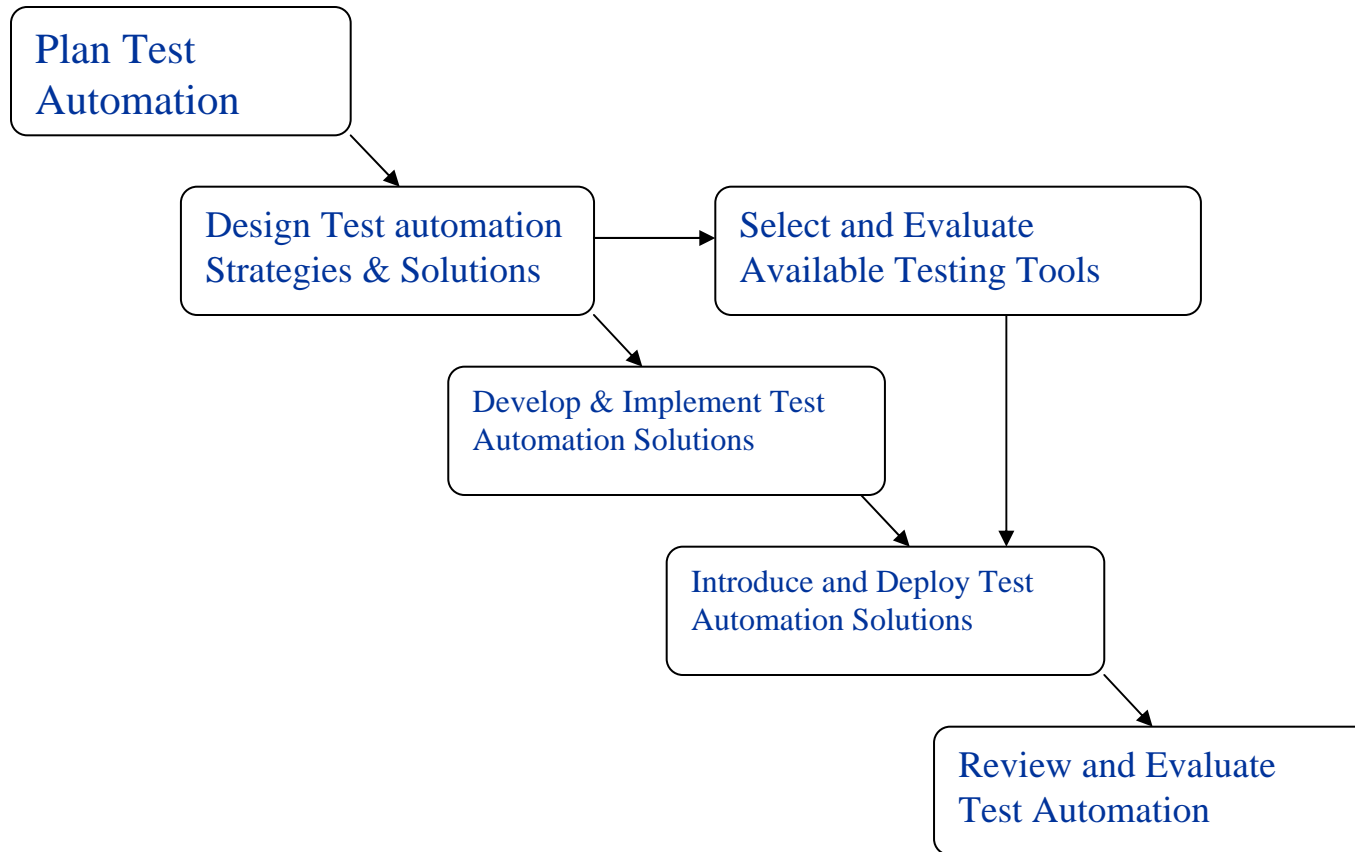 Plan Test
Automation
Design Test automation
Strategies & Solutions
Select and Evaluate
Available Testing Tools
Develop & Implement Test
Automation Solutions
Introduce and Deploy Test
Automation Solutions
Review and Evaluate
Test Automation